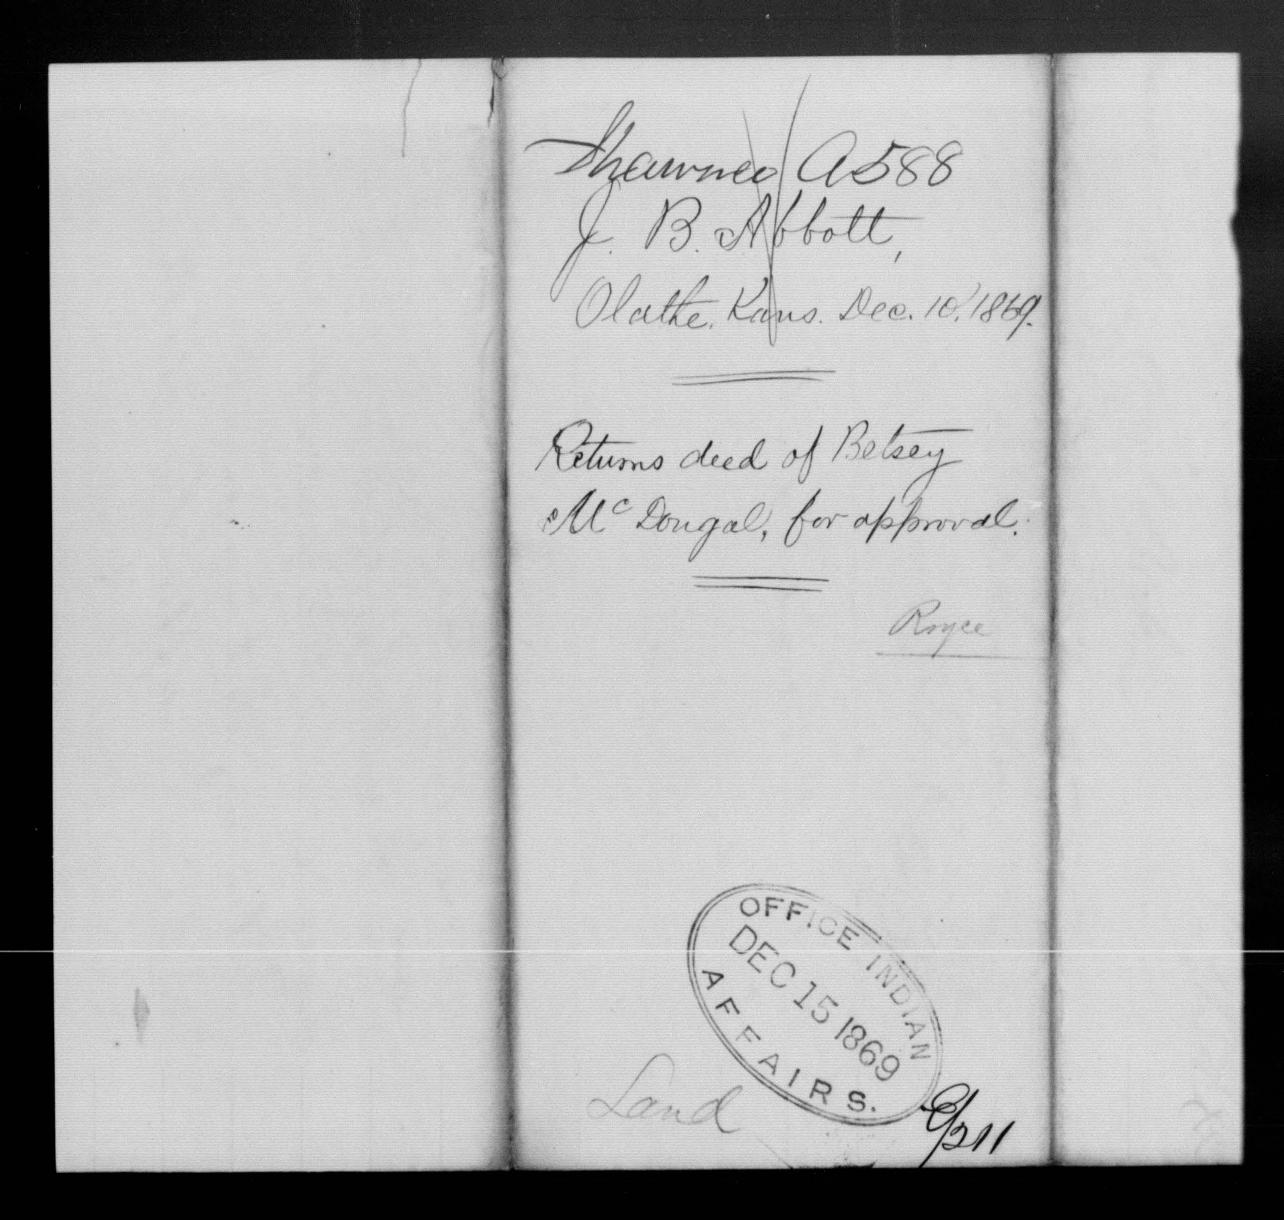 Shawnee A588
J. B. Abbott,
Olathe, Kans. Dec. 10, 1869.
Returns deed of Betsey
McDougal, for approval.
Royce
OFFICE INDIAN
DEC 15 1869
AFFAIRS.
Land
211